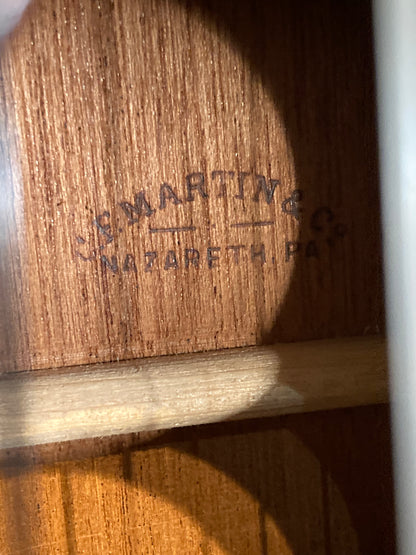 C.F. MARTIN & Co
NAZARETH, PA